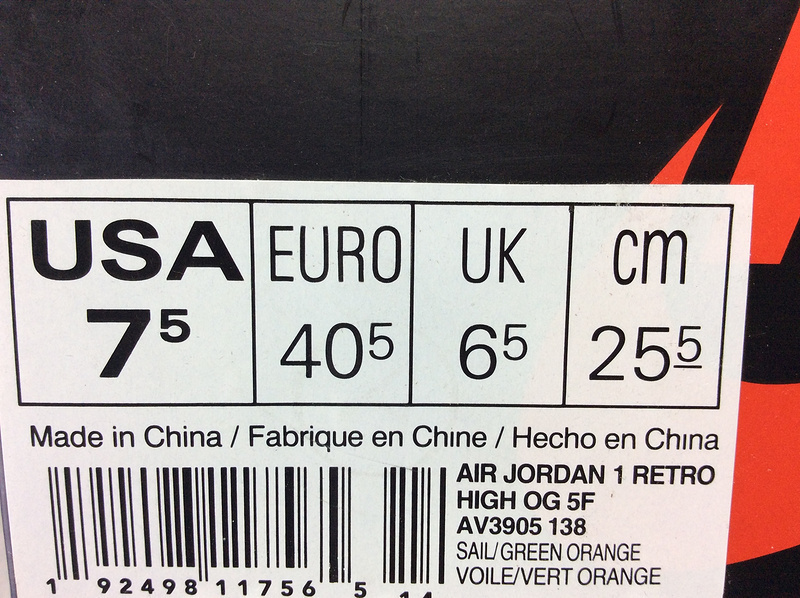 USA EURO UK cm
7⁵ 40⁵ 6⁵ 25⁵
Made in China / Fabrique en Chine / Hecho en China
AIR JORDAN 1 RETRO
HIGH OG 5F
AV3905 138
SAIL/GREEN ORANGE
VOILE/VERT ORANGE
1 92498 11756 5 14